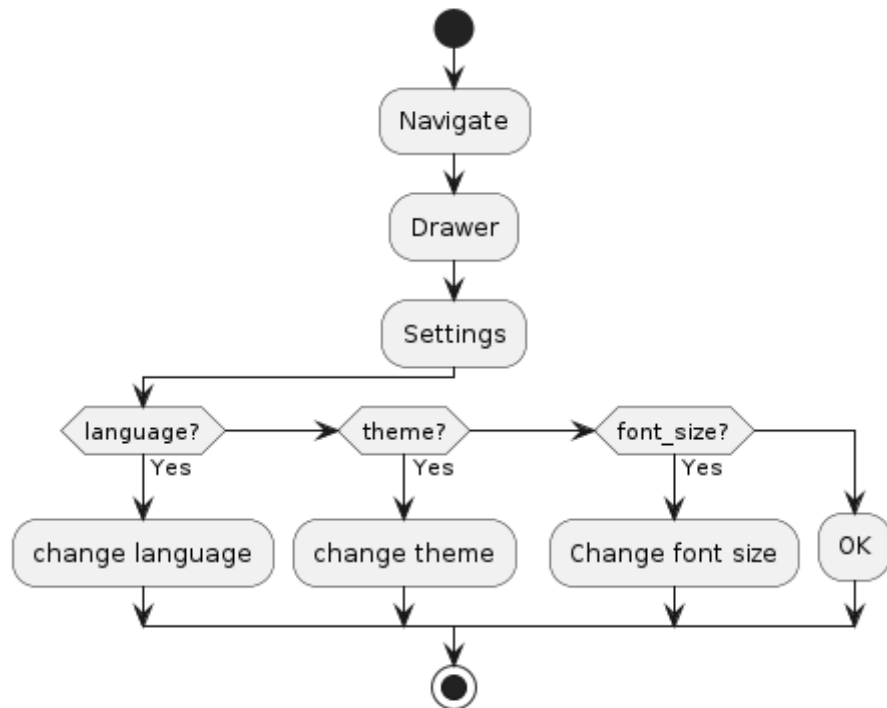 Navigate
Drawer
Settings
language?
theme?
font_size?
Yes
Yes
Yes
change language
change theme
Change font size
OK